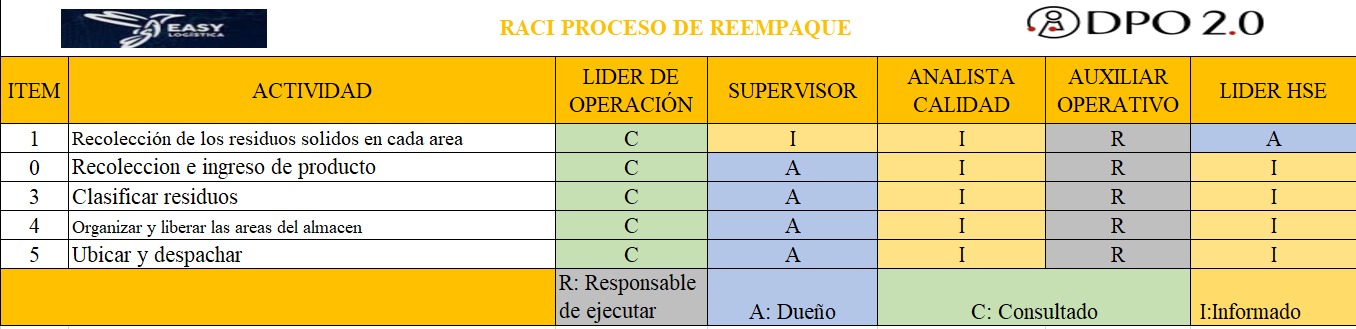 EASY
LOGÍSTICA
RACI PROCESO DE REEMPAQUE
DPO 2.0
ITEM ACTIVIDAD LIDER DE OPERACIÓN SUPERVISOR ANALISTA CALIDAD AUXILIAR OPERATIVO LIDER HSE
1 Recolección de los residuos solidos en cada area C I I R A
0 Recoleccion e ingreso de producto C A I R I
3 Clasificar residuos C A I R I
4 Organizar y liberar las areas del almacen C A I R I
5 Ubicar y despachar C A I R I
R: Responsable de ejecutar A: Dueño C: Consultado I:Informado